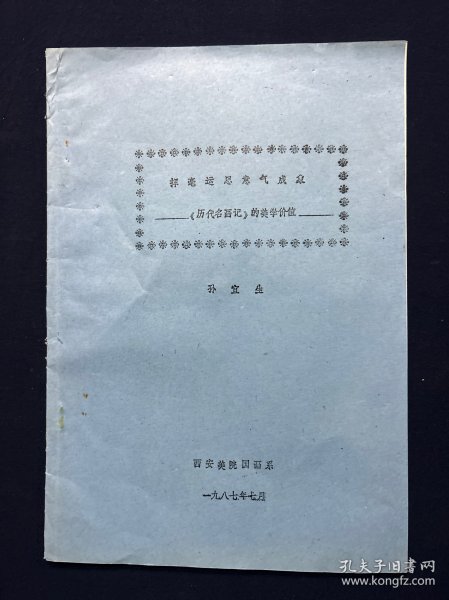 挥毫运思意气成象
——《历代名画记》的美学价值——
孙宜生
西安美院国画系
一九八七年七月
孔夫子旧书网
www.kongfz.com